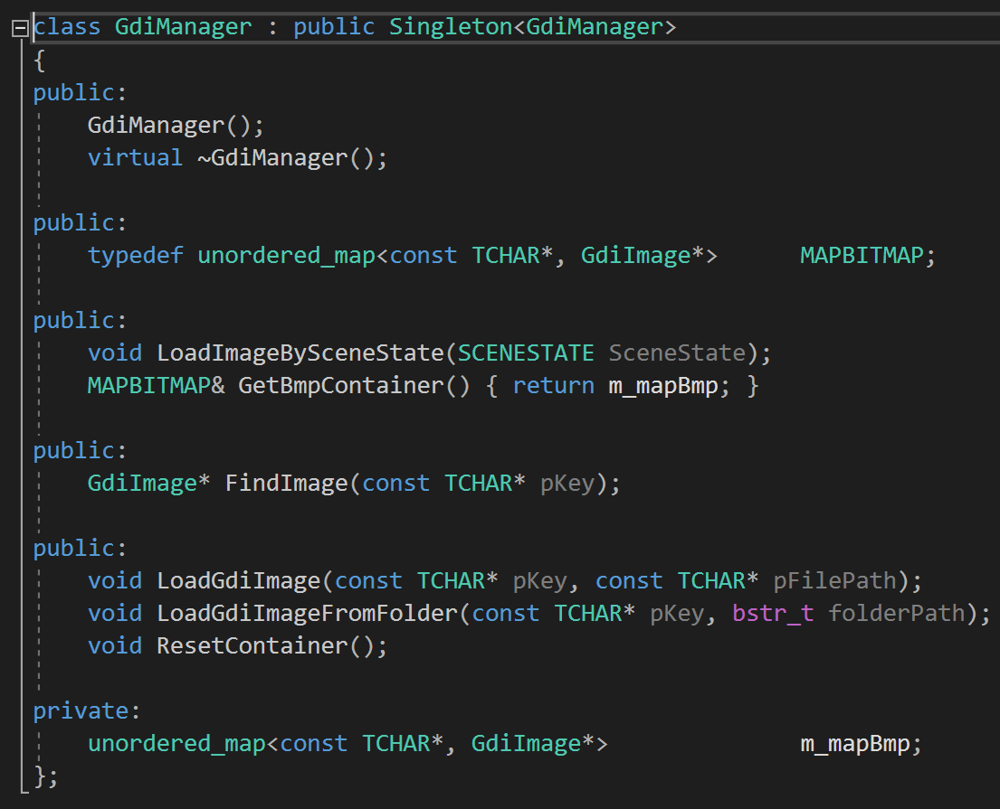 class GdiManager : public Singleton<GdiManager>
{
public:
    GdiManager();
    virtual ~GdiManager();

public:
    typedef unordered_map<const TCHAR*, GdiImage*>      MAPBITMAP;

public:
    void LoadImageBySceneState(SCENESTATE SceneState);
    MAPBITMAP& GetBmpContainer() { return m_mapBmp; }

public:
    GdiImage* FindImage(const TCHAR* pKey);

public:
    void LoadGdiImage(const TCHAR* pKey, const TCHAR* pFilePath);
    void LoadGdiImageFromFolder(const TCHAR* pKey, bstr_t folderPath);
    void ResetContainer();

private:
    unordered_map<const TCHAR*, GdiImage*>              m_mapBmp;
};